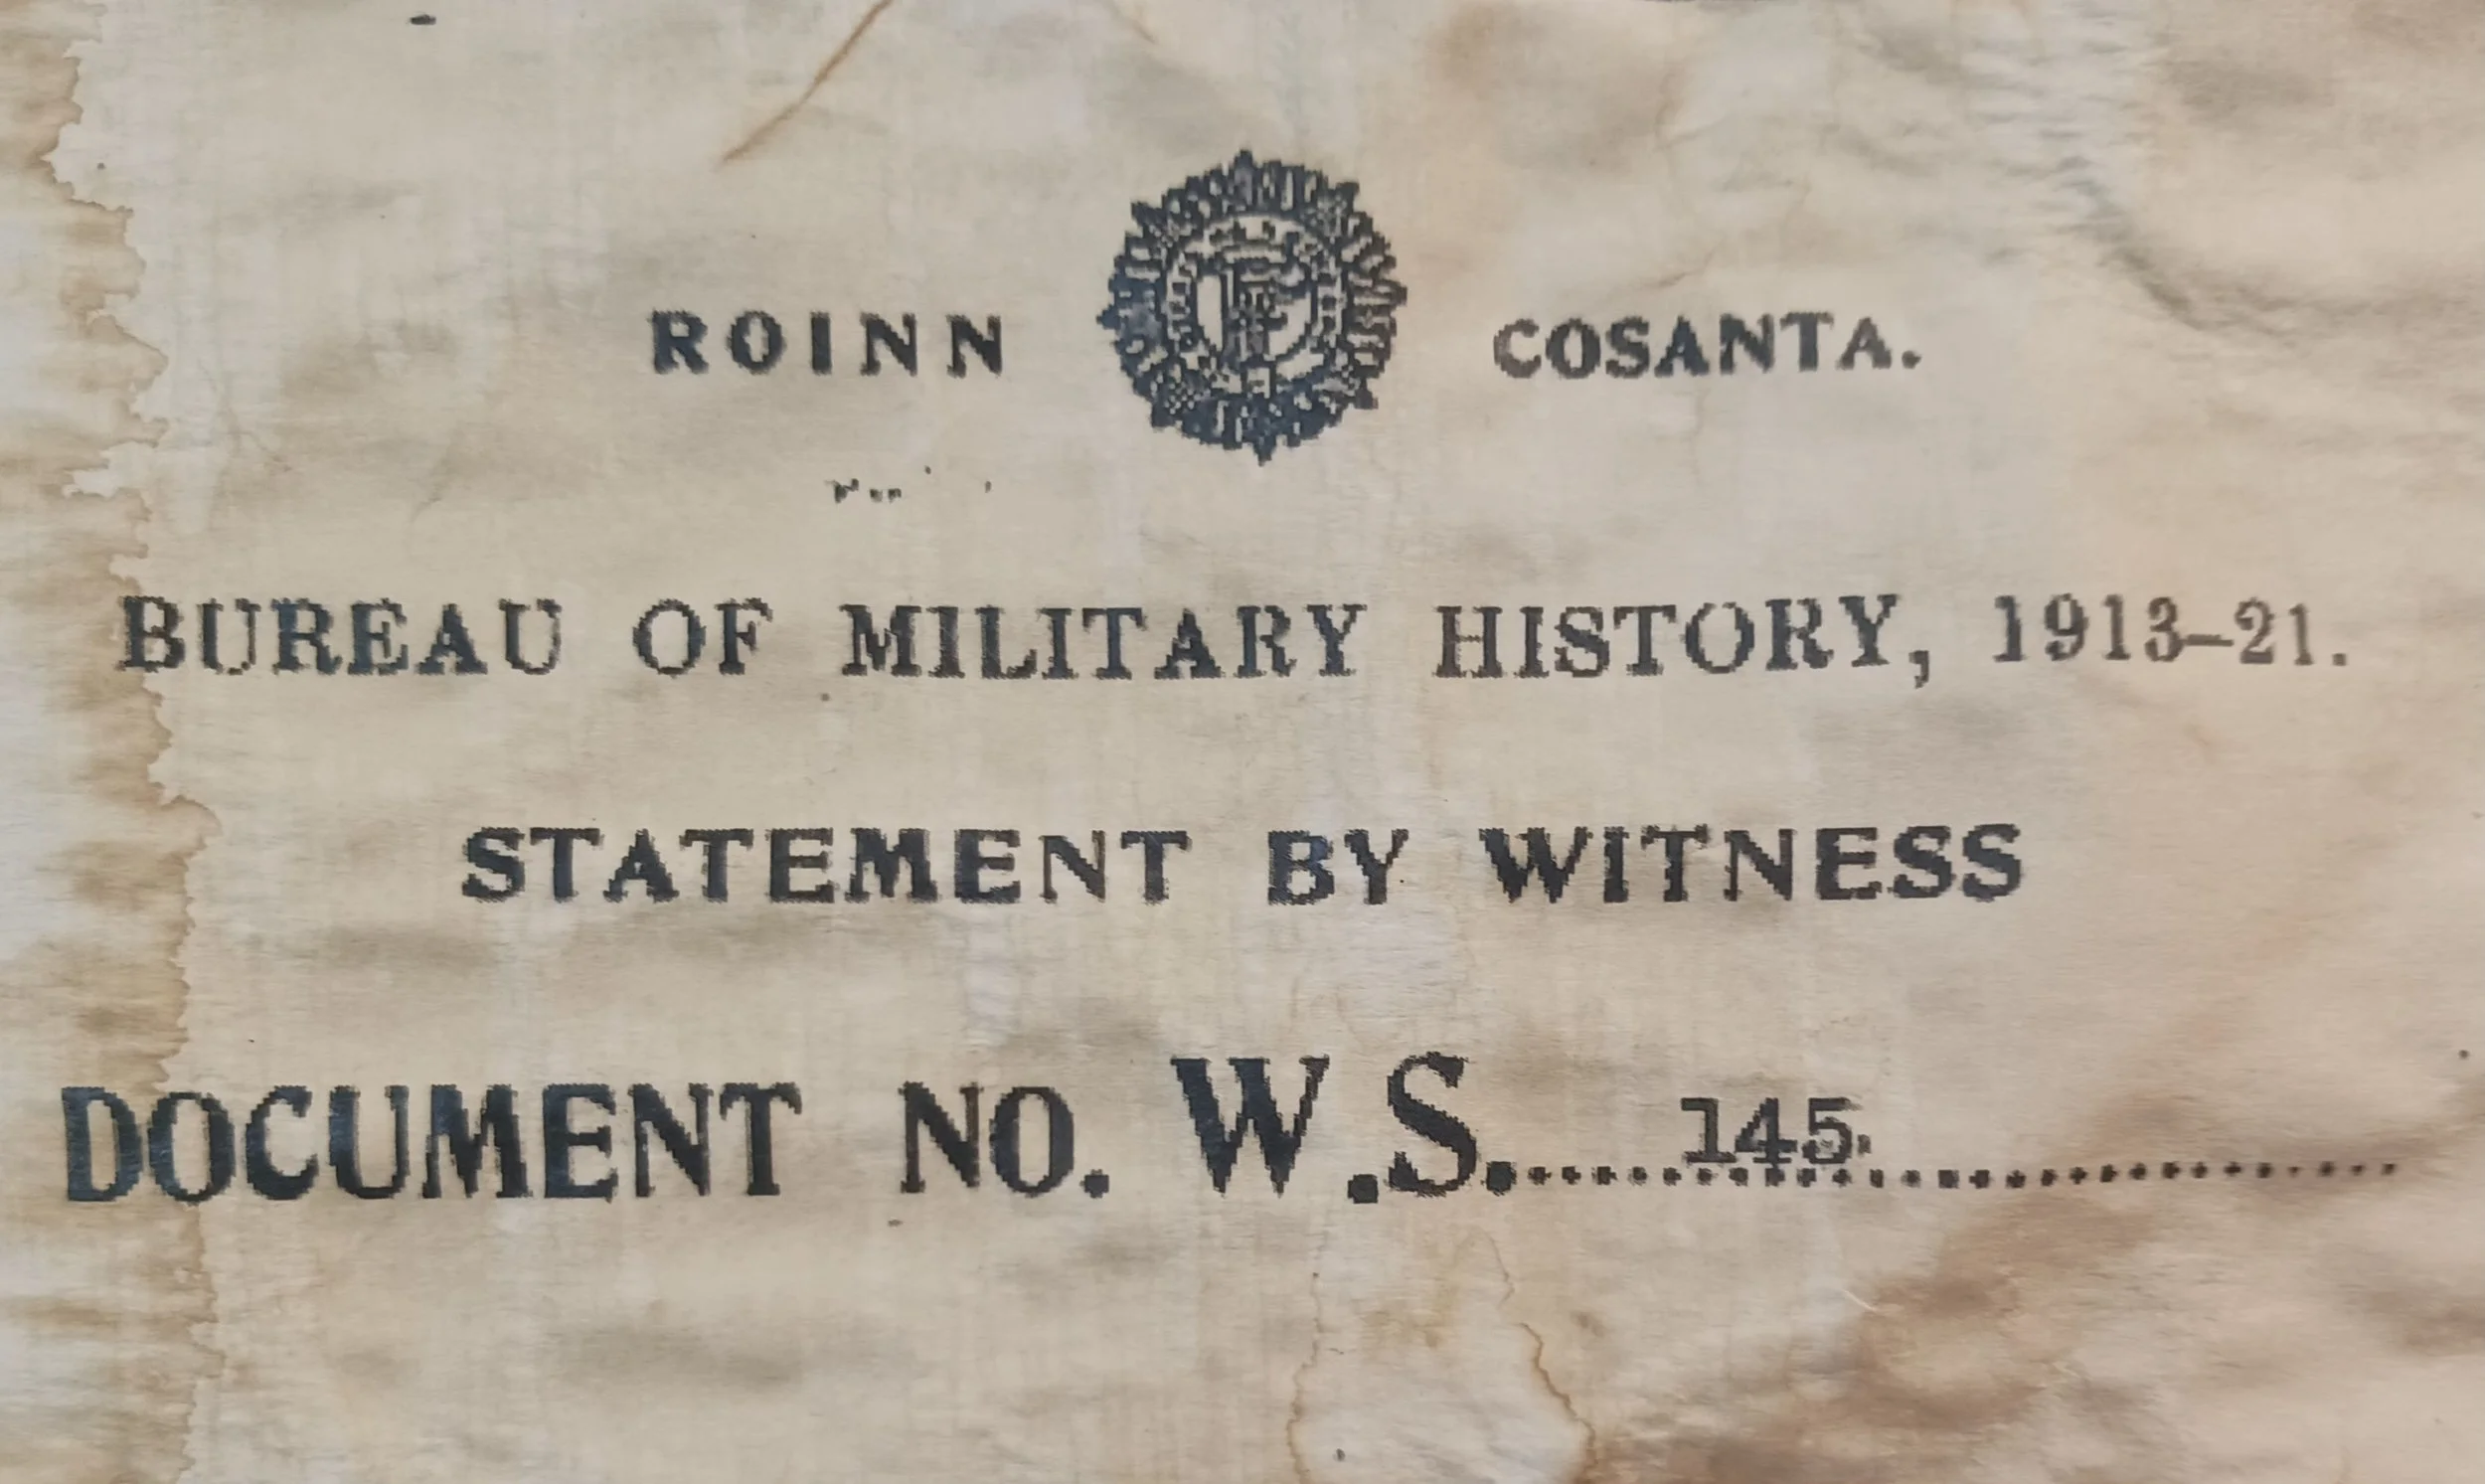 ROINN COSANTA.
BUREAU OF MILITARY HISTORY, 1913-21.
STATEMENT BY WITNESS
DOCUMENT NO. W.S. 145